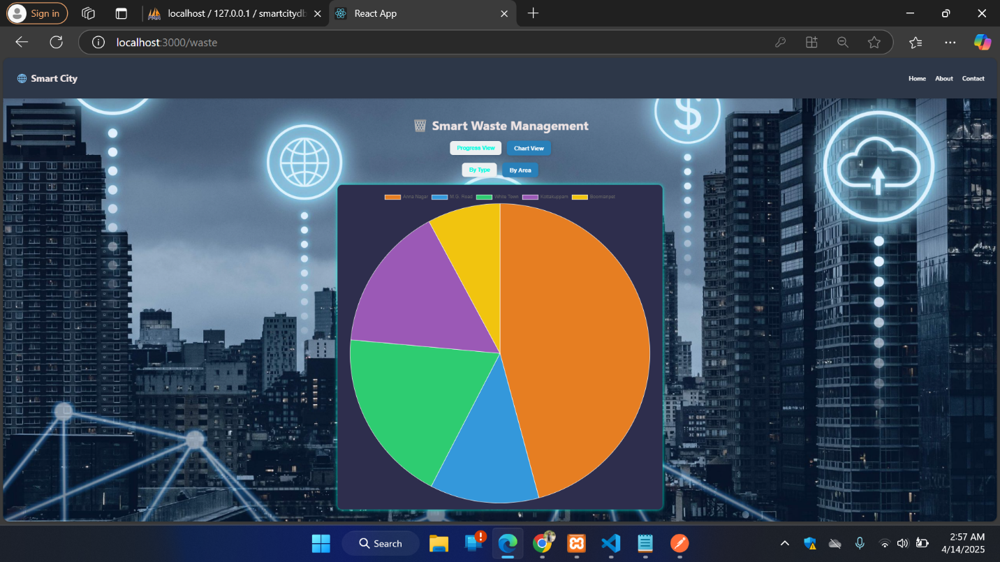 Sign in
localhost / 127.0.0.1 / smartcitydb
React App
localhost:3000/waste
Smart City
Home About Contact
Smart Waste Management
Progress View Chart View
By Type By Area
Anna Nagar M.G. Road White Town Kottakuppam Boomianpet
Search
2:57 AM
4/14/2025